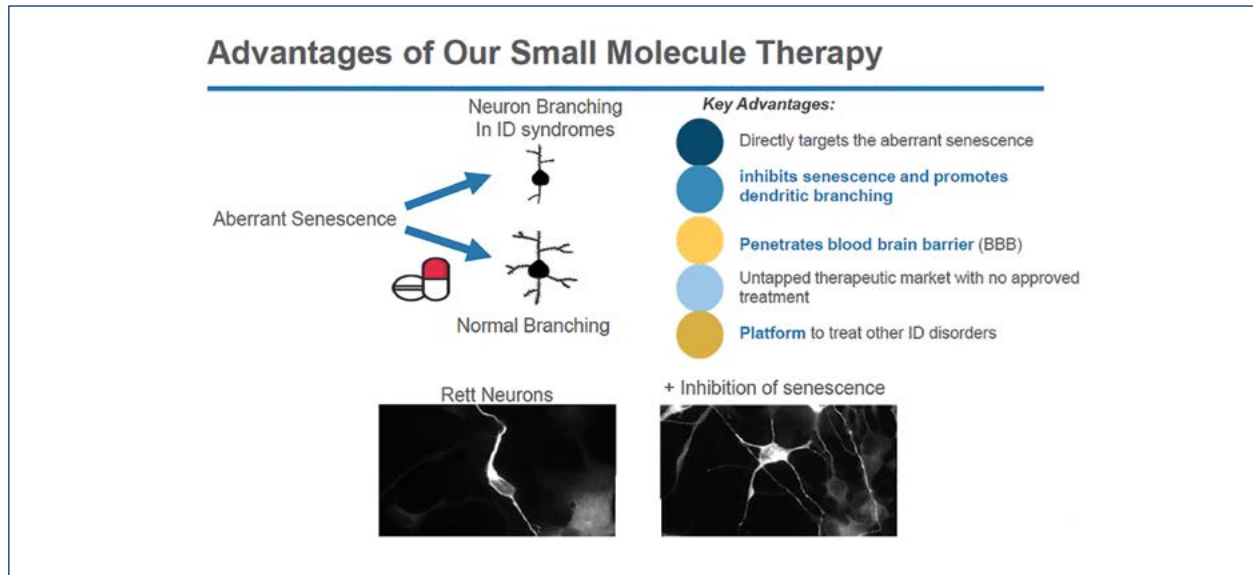 Advantages of Our Small Molecule Therapy
Neuron Branching
In ID syndromes
Aberrant Senescence
Normal Branching
Key Advantages:
Directly targets the aberrant senescence
inhibits senescence and promotes
dendritic branching
Penetrates blood brain barrier (BBB)
Untapped therapeutic market with no approved
treatment
Platform to treat other ID disorders
Rett Neurons
+ Inhibition of senescence